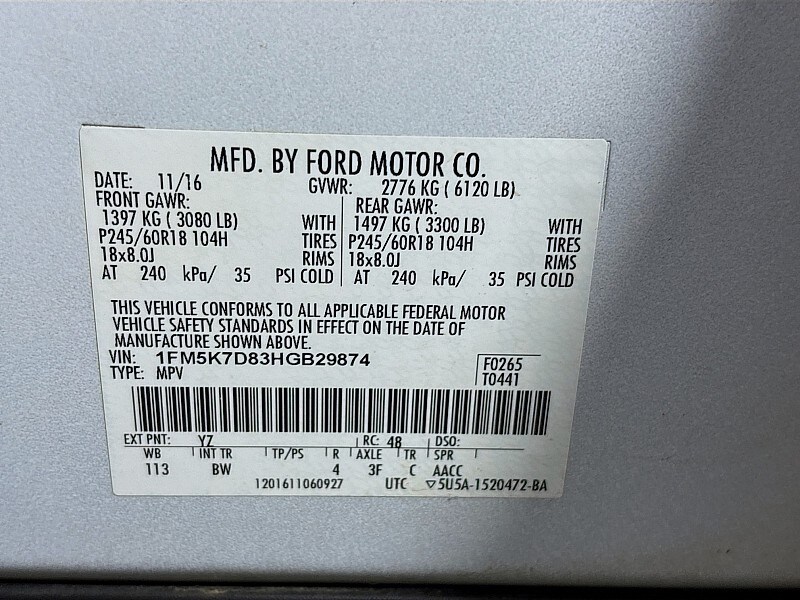 MFD. BY FORD MOTOR CO.
DATE: 11/16 GVWR: 2776 KG ( 6120 LB)
FRONT GAWR: REAR GAWR:
1397 KG ( 3080 LB) WITH 1497 KG ( 3300 LB) WITH
P245/60R18 104H TIRES P245/60R18 104H TIRES
18x8.0J RIMS 18x8.0J RIMS
AT 240 kPa/ 35 PSI COLD AT 240 kPa/ 35 PSI COLD
THIS VEHICLE CONFORMS TO ALL APPLICABLE FEDERAL MOTOR
VEHICLE SAFETY STANDARDS IN EFFECT ON THE DATE OF
MANUFACTURE SHOWN ABOVE.
VIN: 1FM5K7D83HGB29874 F0265
TYPE: MPV T0441
EXT PNT: YZ RC: 48 DSO:
WB INT TR TP/PS R AXLE TR SPR
113 BW 4 3F C AACC
1201611060927 UTC ▽5U5A-1520472-BA